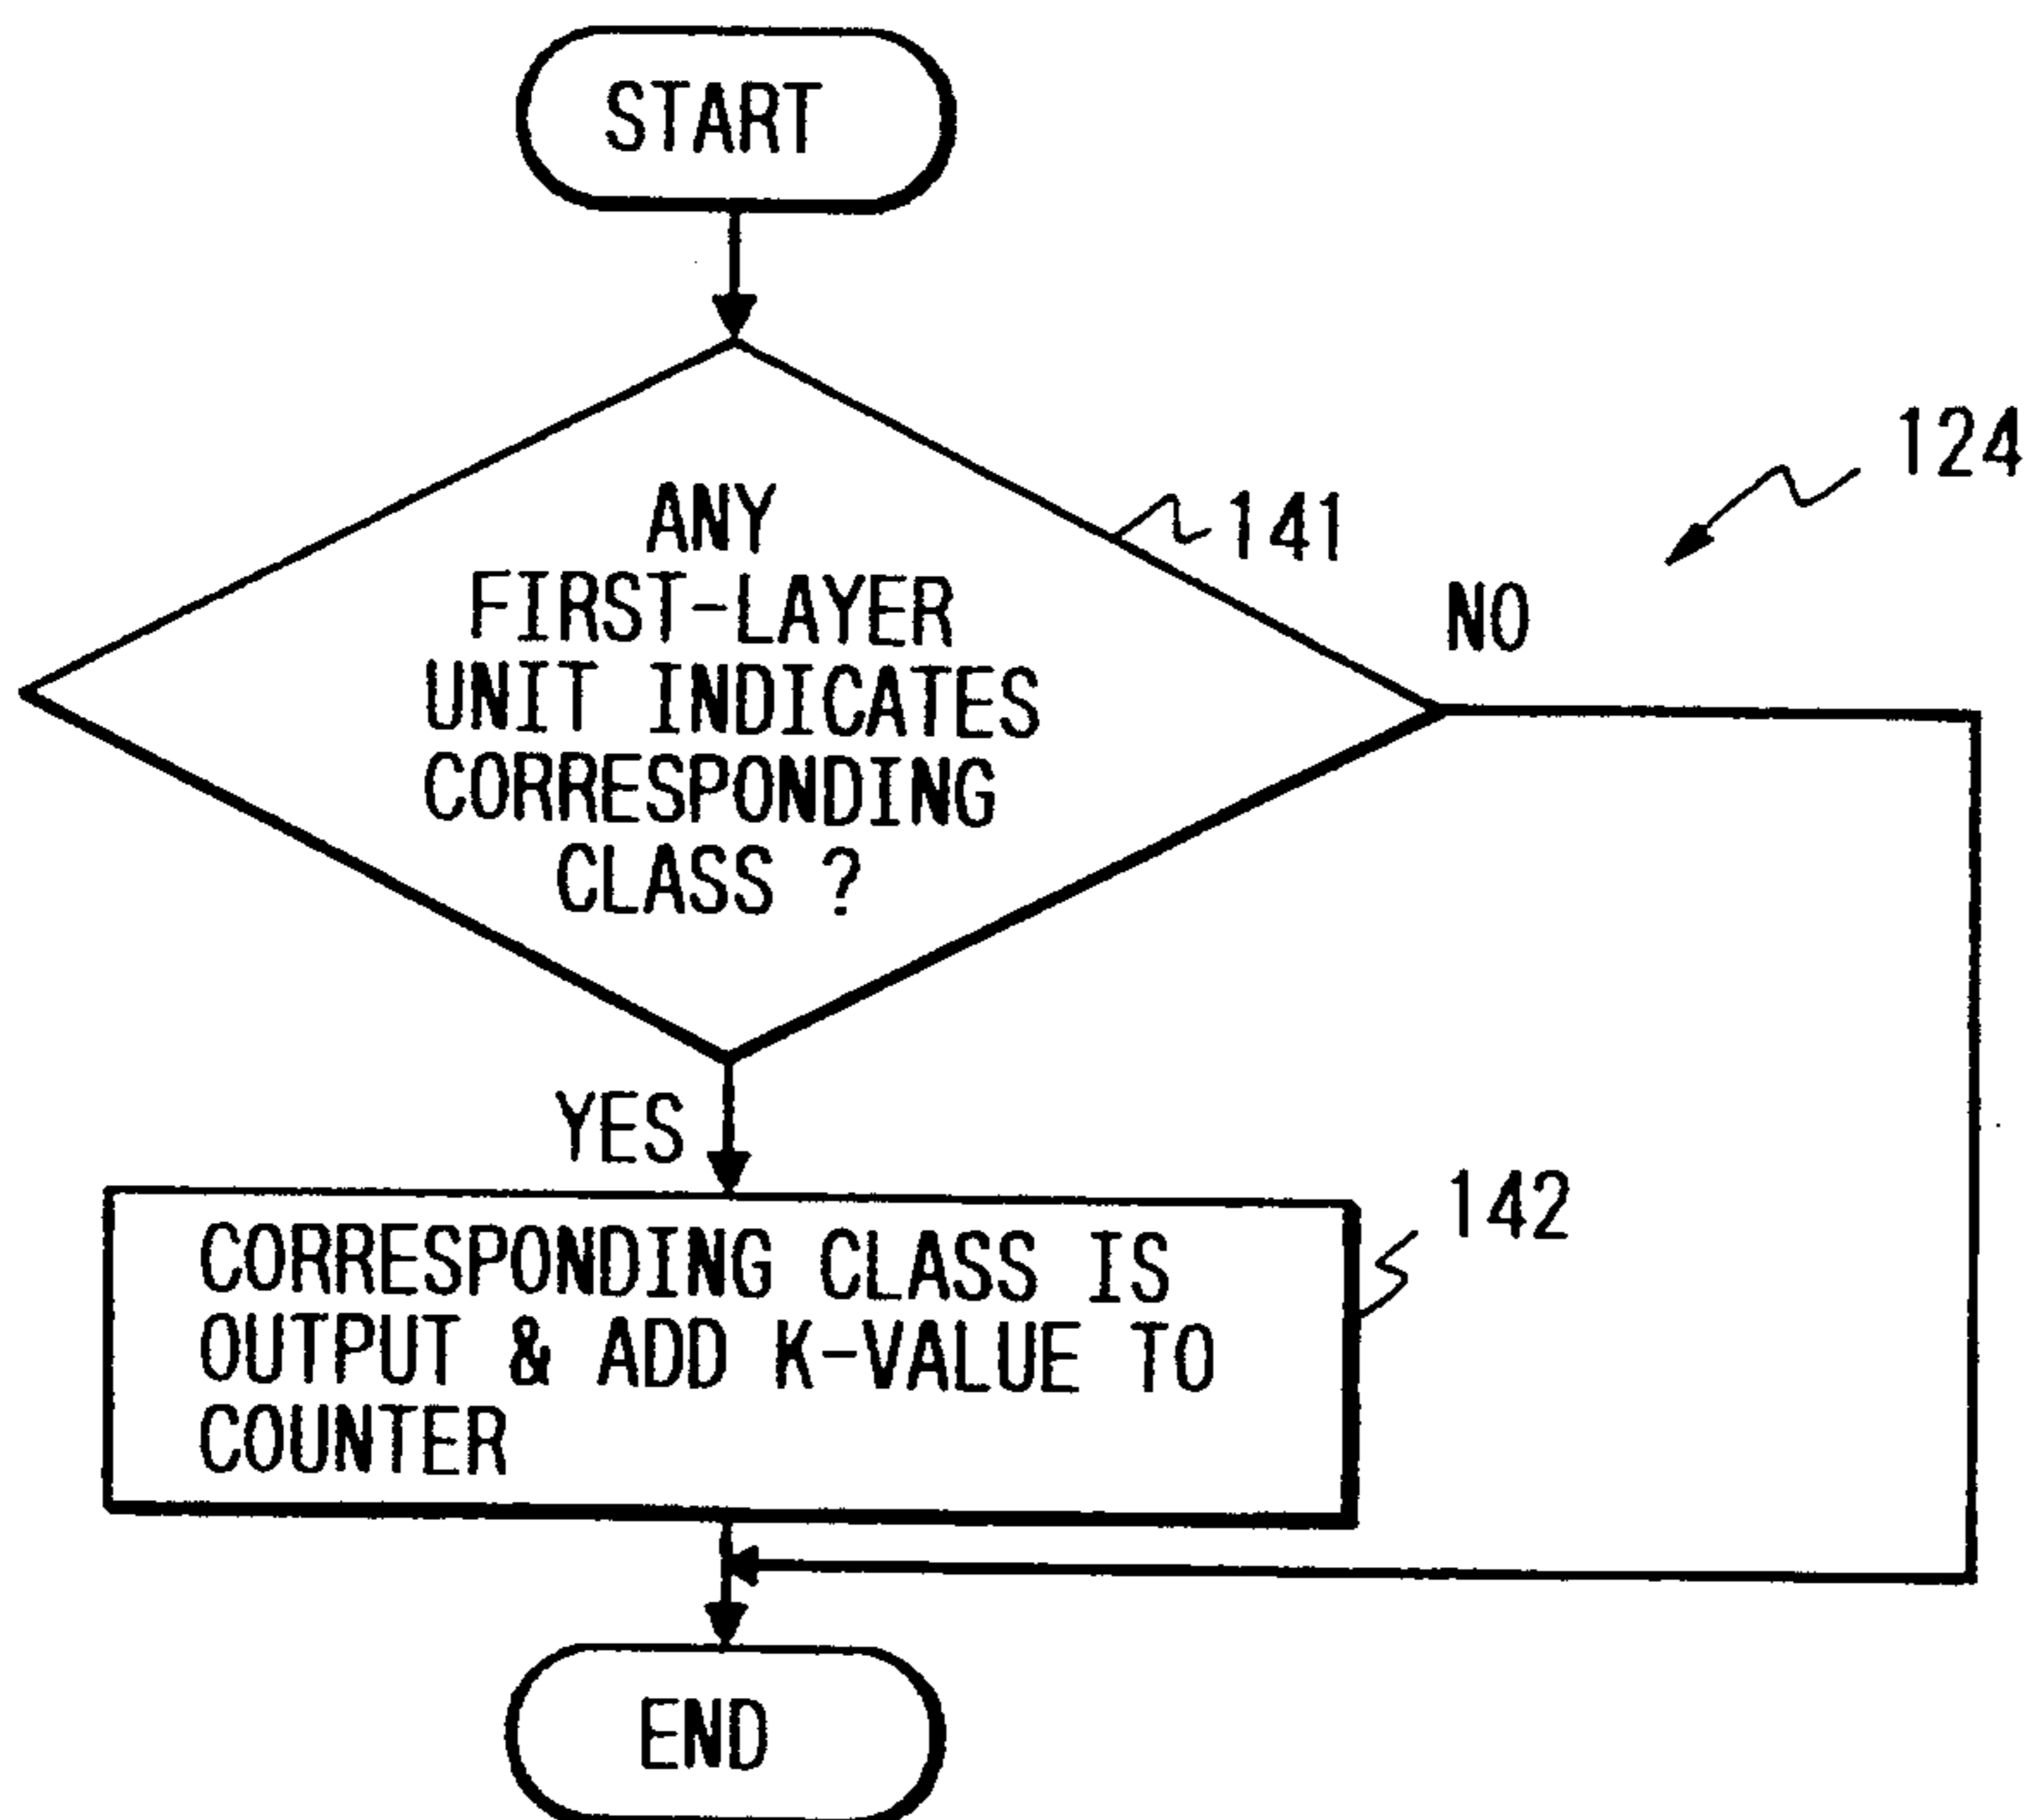 START
124
ANY
FIRST-LAYER
UNIT INDICATES
CORRESPONDING
CLASS ?
141
NO
YES
142
CORRESPONDING CLASS IS
OUTPUT & ADD K-VALUE TO
COUNTER
END